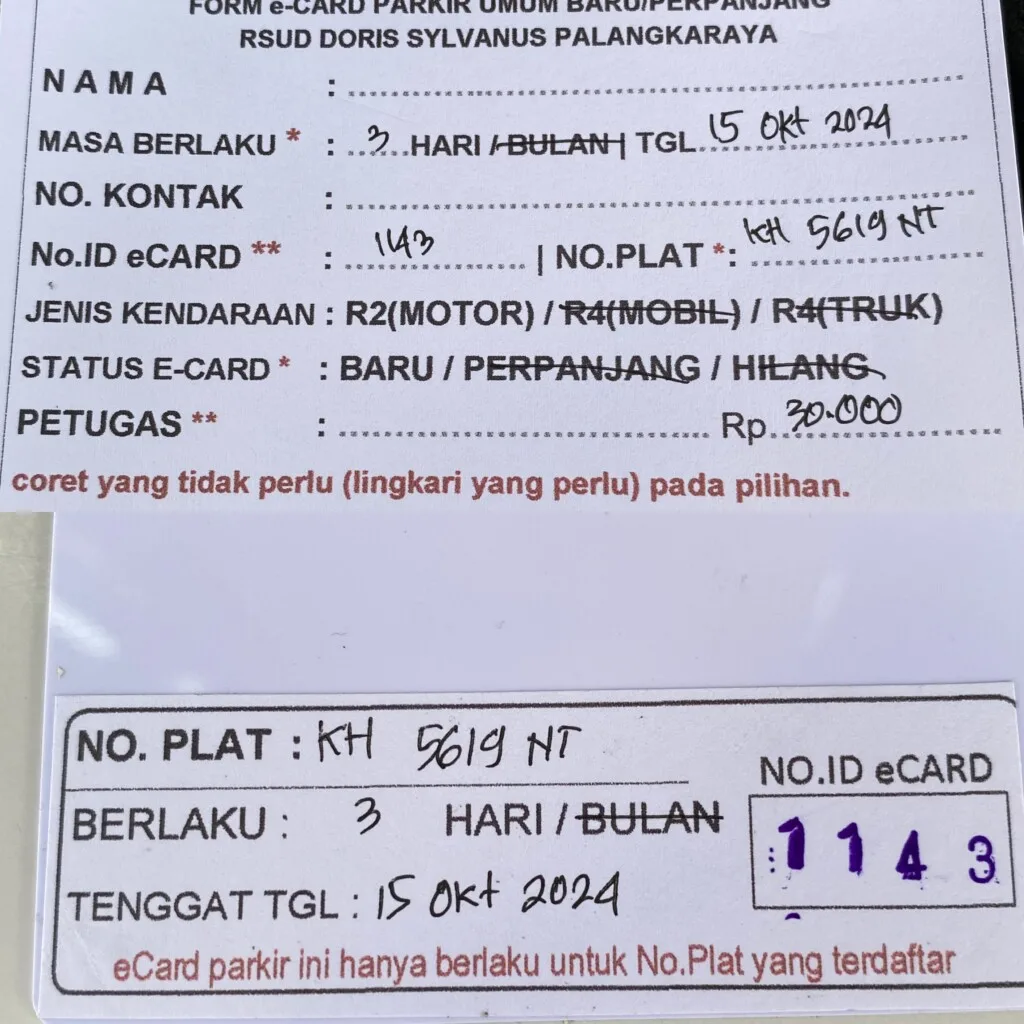 FORM e-CARD PARKIR UMUM BARU/PERPANJANG
RSUD DORIS SYLVANUS PALANGKARAYA
N A M A :
MASA BERLAKU * : 3 HARI / BULAN | TGL. 15 Okt 2024
NO. KONTAK :
No.ID eCARD ** : 1143 | NO.PLAT *: KH 5619 NT
JENIS KENDARAAN : R2(MOTOR) / R4(MOBIL) / R4(TRUK)
STATUS E-CARD * : BARU / PERPANJANG / HILANG
PETUGAS ** : Rp. 30.000
coret yang tidak perlu (lingkari yang perlu) pada pilihan.
NO. PLAT : KH 5619 NT
BERLAKU : 3 HARI / BULAN
TENGGAT TGL : 15 Okt 2024
NO.ID eCARD
1143
eCard parkir ini hanya berlaku untuk No.Plat yang terdaftar